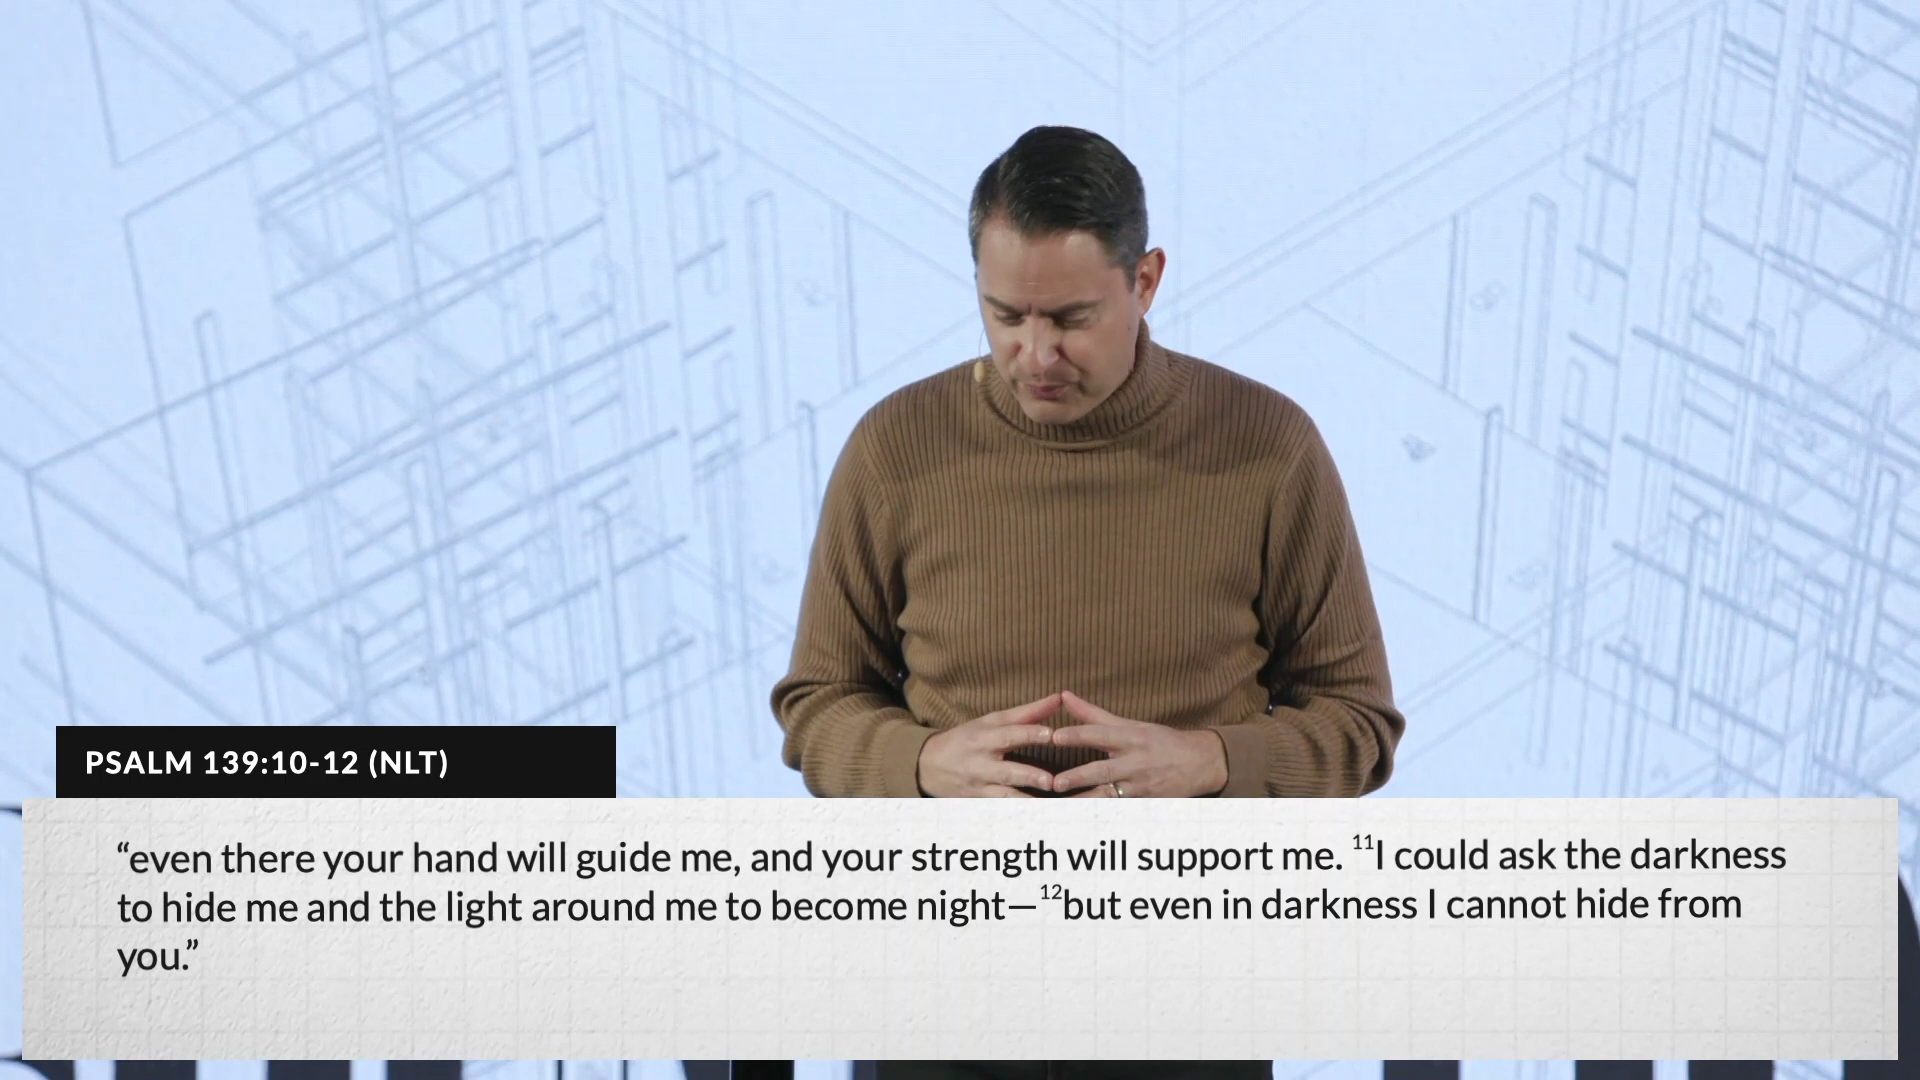 PSALM 139:10-12 (NLT)
“even there your hand will guide me, and your strength will support me. ¹¹I could ask the darkness
to hide me and the light around me to become night—¹²but even in darkness I cannot hide from
you.”